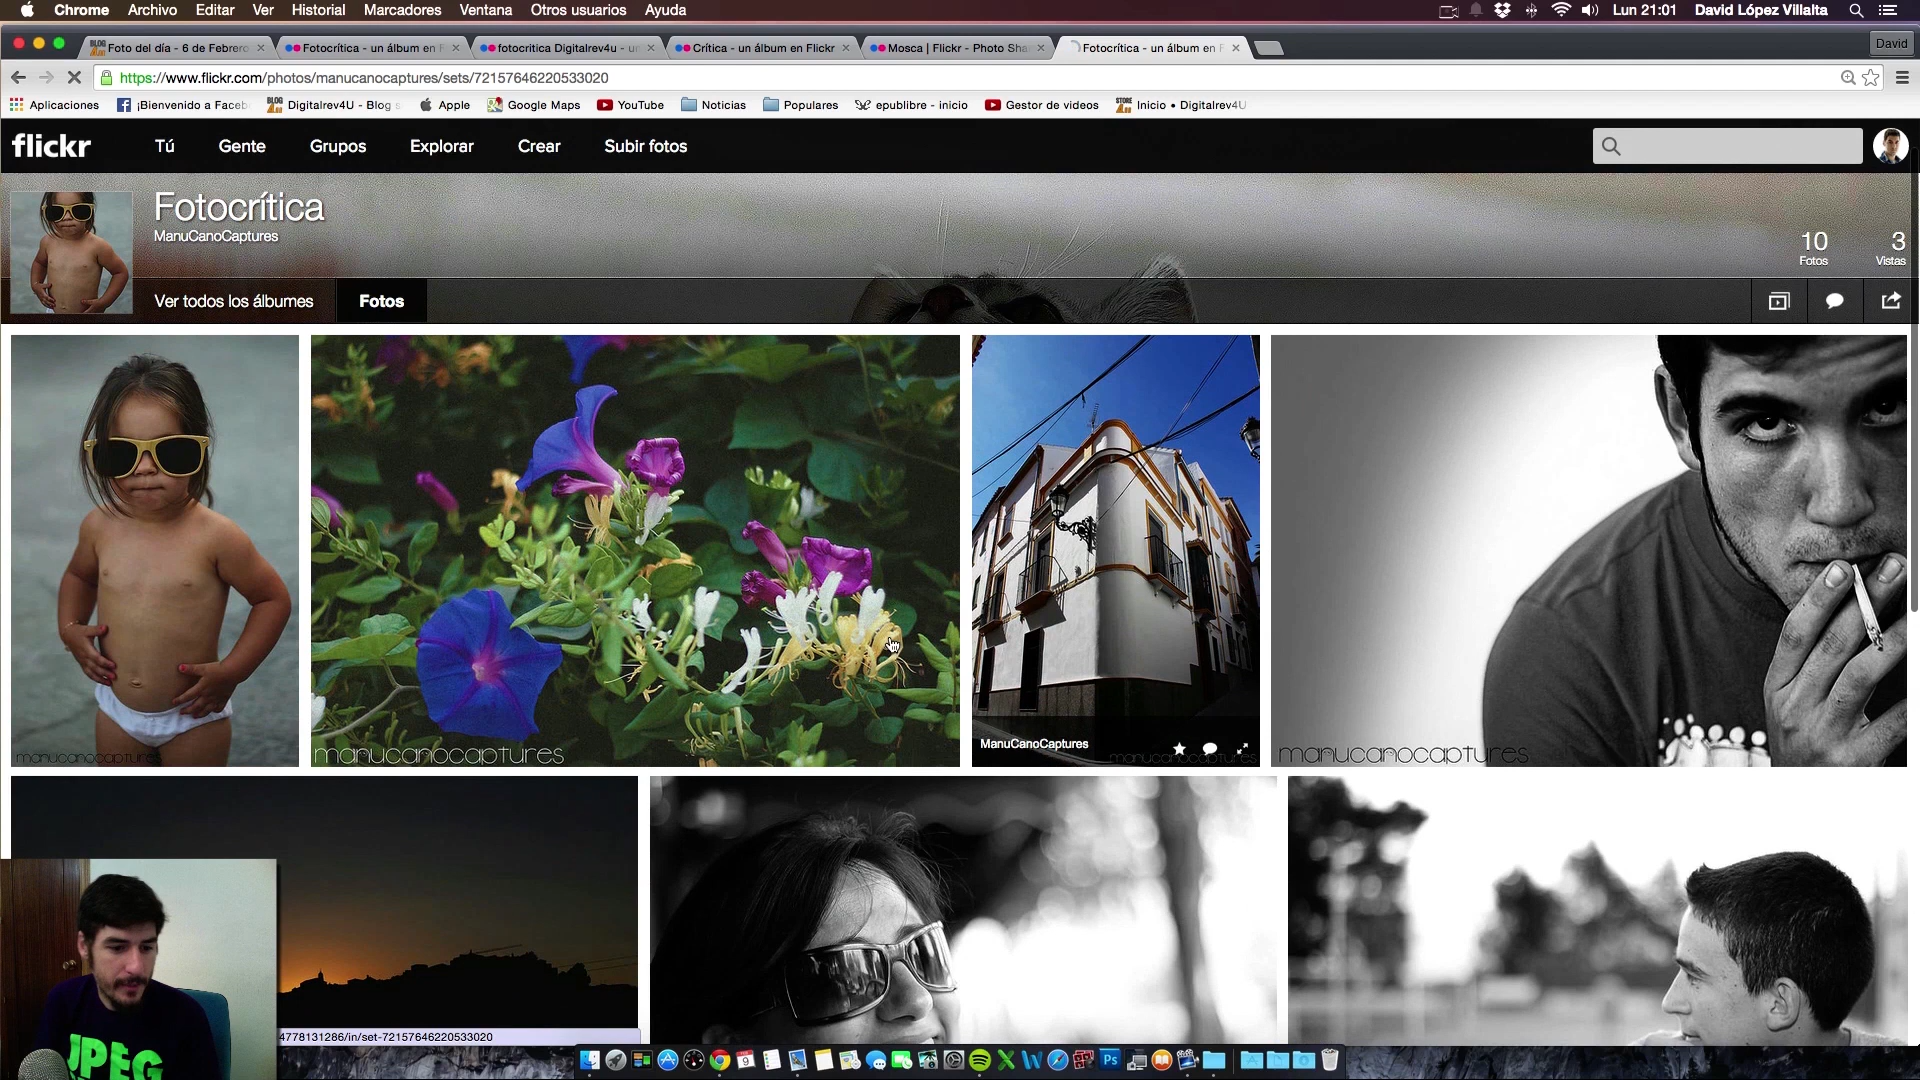 Chrome Archivo Editar Ver Historial Marcadores Ventana Otros usuarios Ayuda Lun 21:01 David López Villalta
Foto del día - 6 de Febrero Fotocrítica - un álbum en F fotocritica Digitalrev4u - un Crítica - un álbum en Flickr Mosca | Flickr - Photo Sha Fotocrítica - un álbum en F David
https://www.flickr.com/photos/manucanocaptures/sets/72157646220533020
Aplicaciones ¡Bienvenido a Faceb Digitalrev4U - Blog s Apple Google Maps YouTube Noticias Populares epublibre - inicio Gestor de videos Inicio • Digitalrev4U
flickr Tú Gente Grupos Explorar Crear Subir fotos
Fotocrítica
ManuCanoCaptures
10 3
Fotos Vistas
Ver todos los álbumes Fotos
ManuCanoCaptures
manucanocaptures manucanocaptures manucanocaptures manucanocaptures
4778131286/in/set-72157646220533020
JPEG